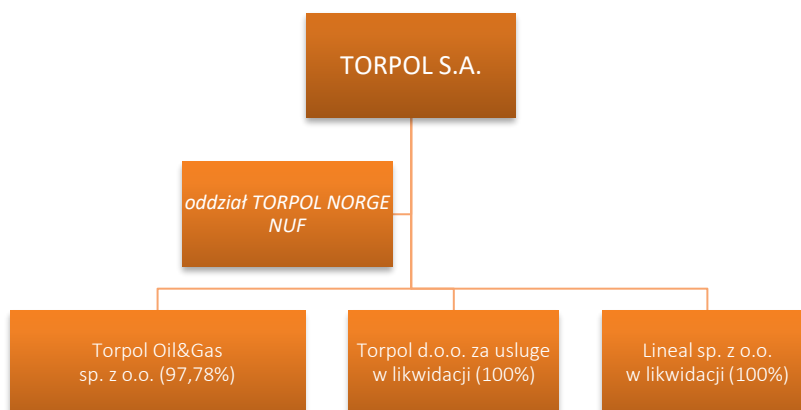 TORPOL S.A.
oddział TORPOL NORGE
NUF
Torpol Oil&Gas
sp. z o.o. (97,78%)
Torpol d.o.o. za usluge
w likwidacji (100%)
Lineal sp. z o.o.
w likwidacji (100%)